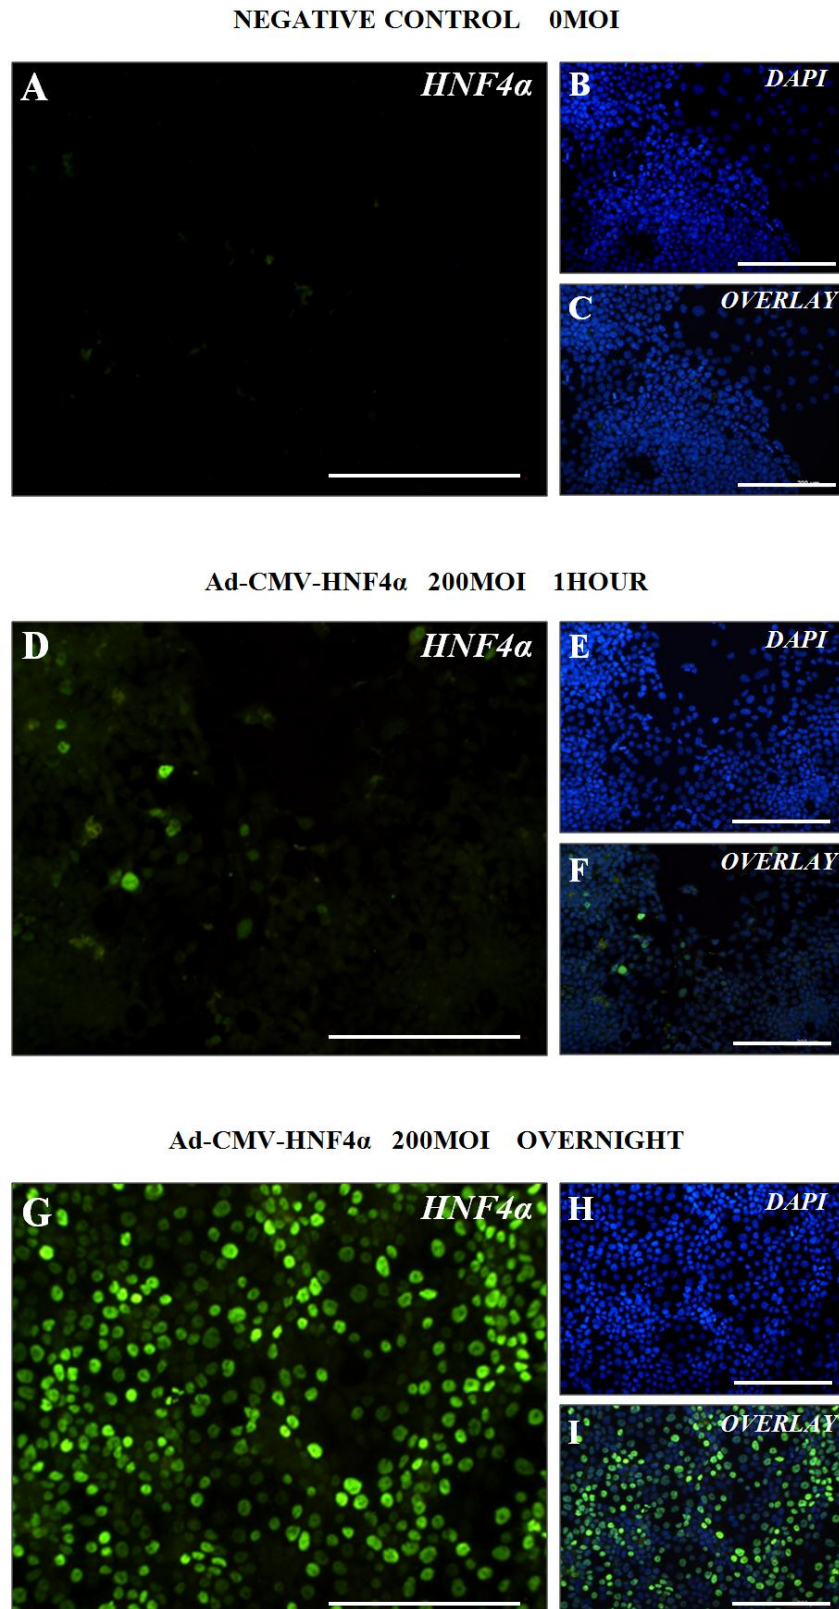 NEGATIVE CONTROL 0MOI
A
HNF4α
B
DAPI
C
OVERLAY
Ad-CMV-HNF4α 200MOI 1HOUR
D
HNF4α
E
DAPI
F
OVERLAY
Ad-CMV-HNF4α 200MOI OVERNIGHT
G
HNF4α
H
DAPI
I
OVERLAY